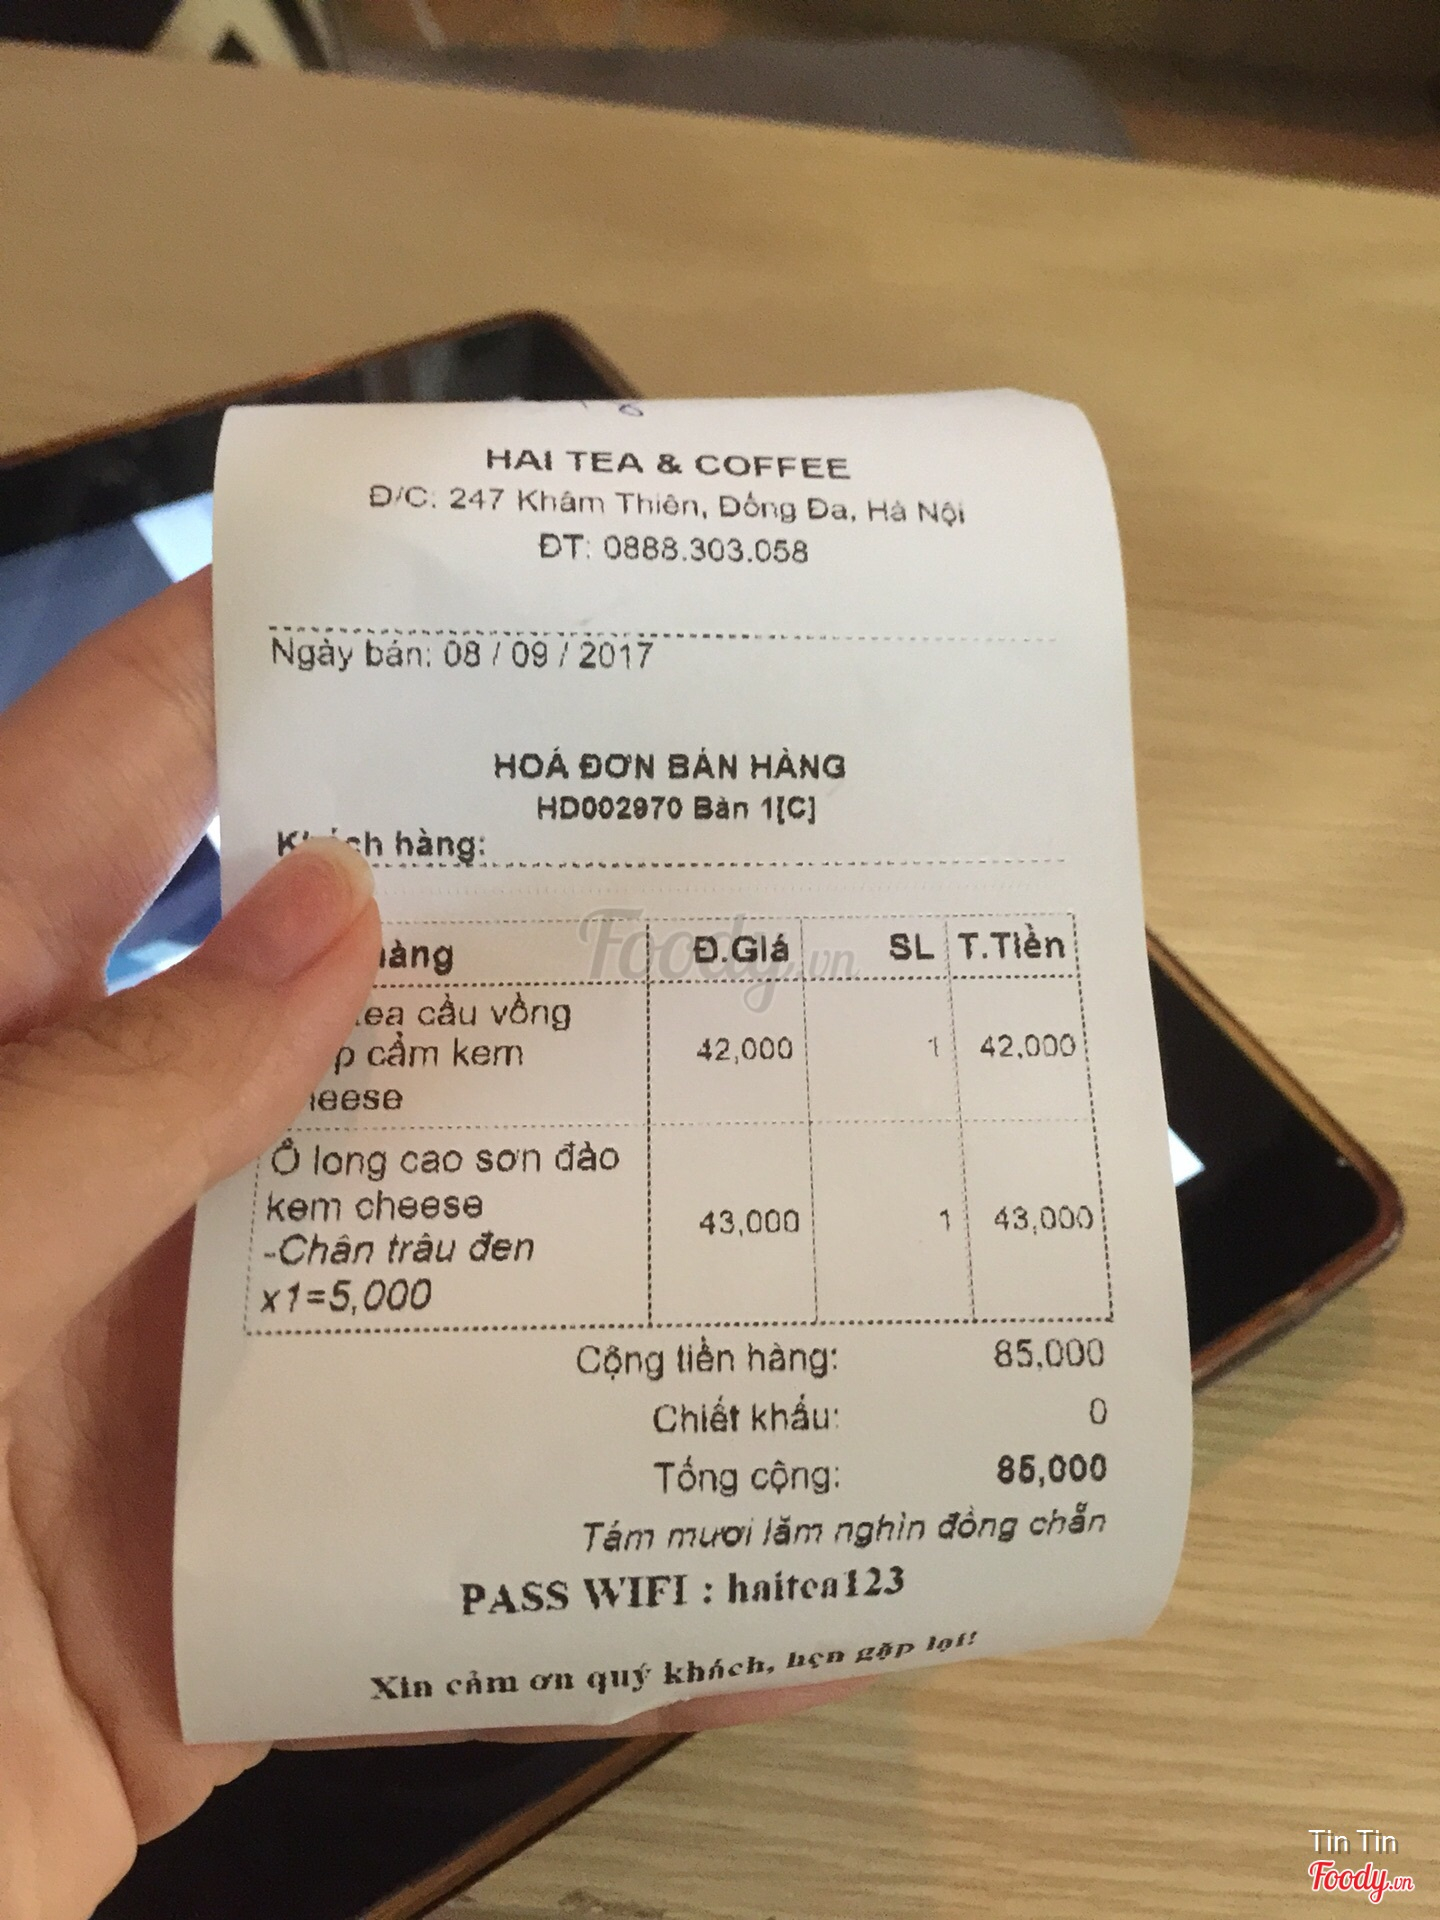 HAI TEA & COFFEE
Đ/C: 247 Khâm Thiên, Đống Đa, Hà Nội
ĐT: 0888.303.058
Ngày bán: 08 / 09 / 2017
HOÁ ĐƠN BÁN HÀNG
HD002970 Bàn 1[C]
hàng:
Đ.Giá SL T.Tiền
cầu vồng
cẩm kem 42,000 1 42,000
Ô long cao sơn đào
kem cheese 43,000 1 43,000
-Chân trâu đen
x1=5,000
Cộng tiền hàng: 85,000
Chiết khấu: 0
Tổng cộng: 85,000
Tám mươi lăm nghìn đồng chẵn
PASS WIFI : haitea123
Xin cảm ơn quý khách, hẹn gặp lại!
Foody.vn
Tin Tin
Foody.vn